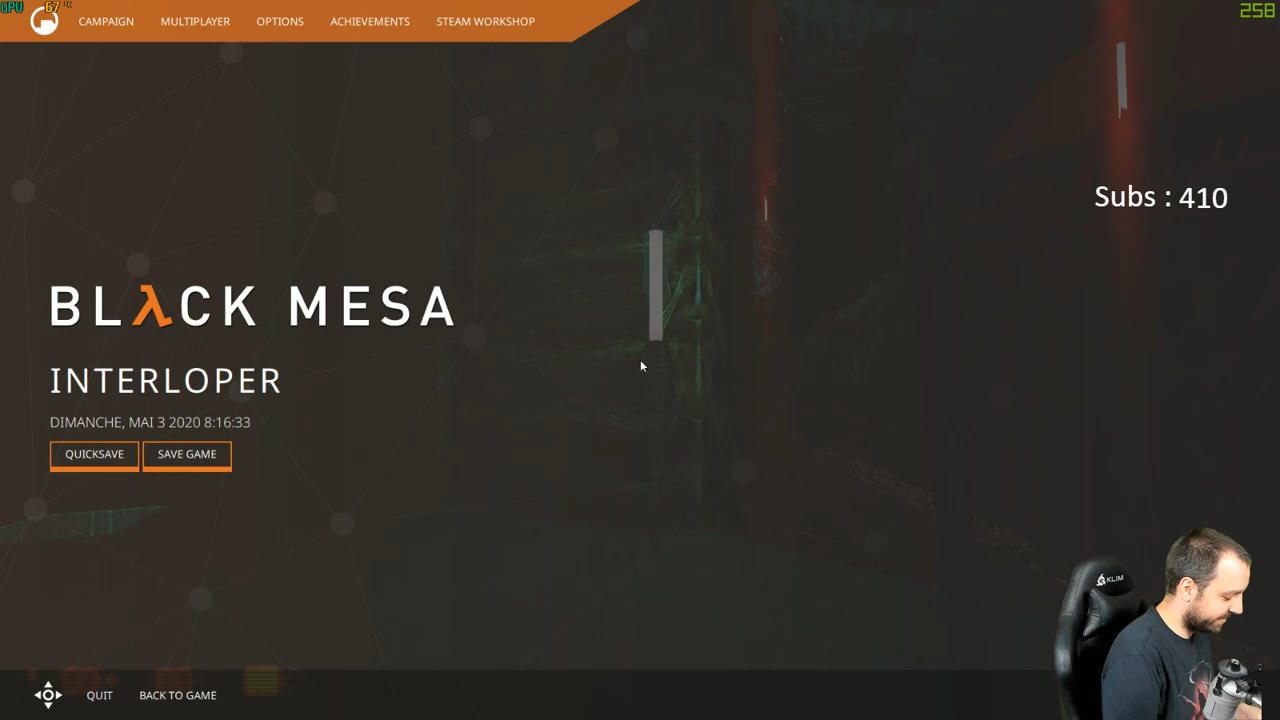 GPU 67 °C
258
CAMPAIGN MULTIPLAYER OPTIONS ACHIEVEMENTS STEAM WORKSHOP
Subs : 410
BLλCK MESA
INTERLOPER
DIMANCHE, MAI 3 2020 8:16:33
QUICKSAVE SAVE GAME
KLIM
QUIT BACK TO GAME